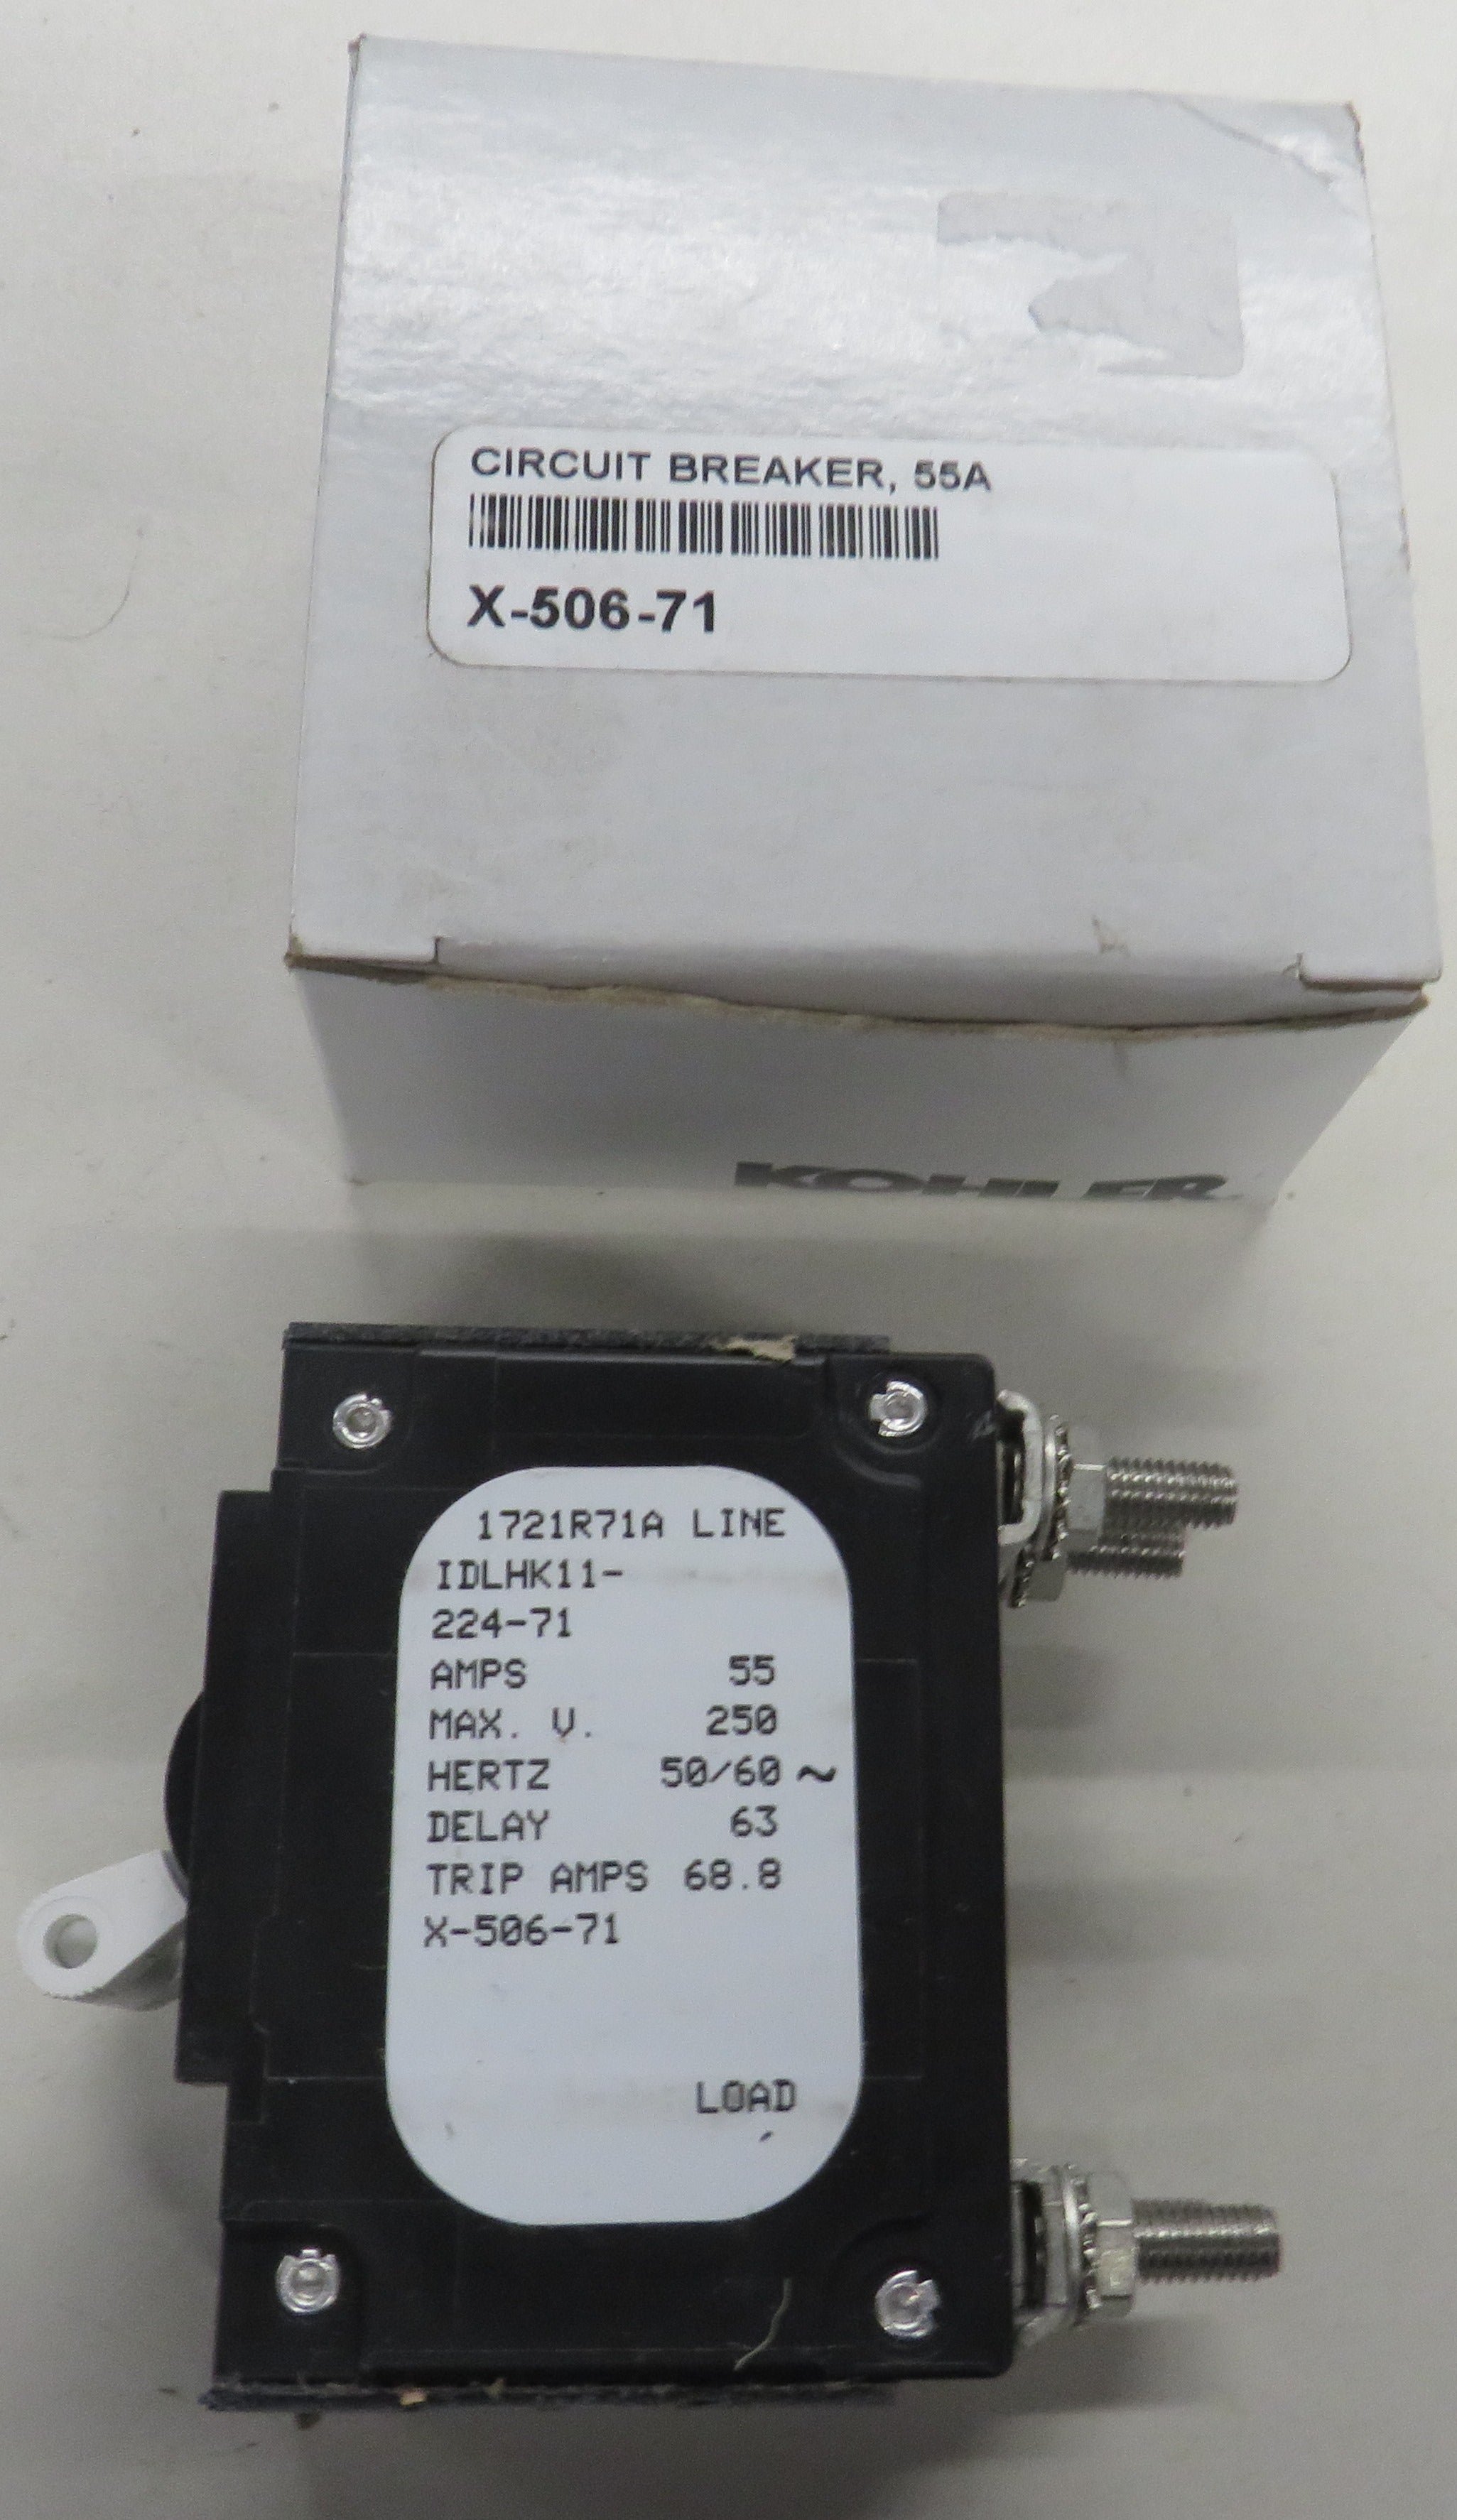 CIRCUIT BREAKER, 55A
X-506-71
KOHLER
1721R71A LINE
IDLHK11-
224-71
AMPS 55
MAX. V. 250
HERTZ 50/60 ~
DELAY 63
TRIP AMPS 68.8
X-506-71
LOAD